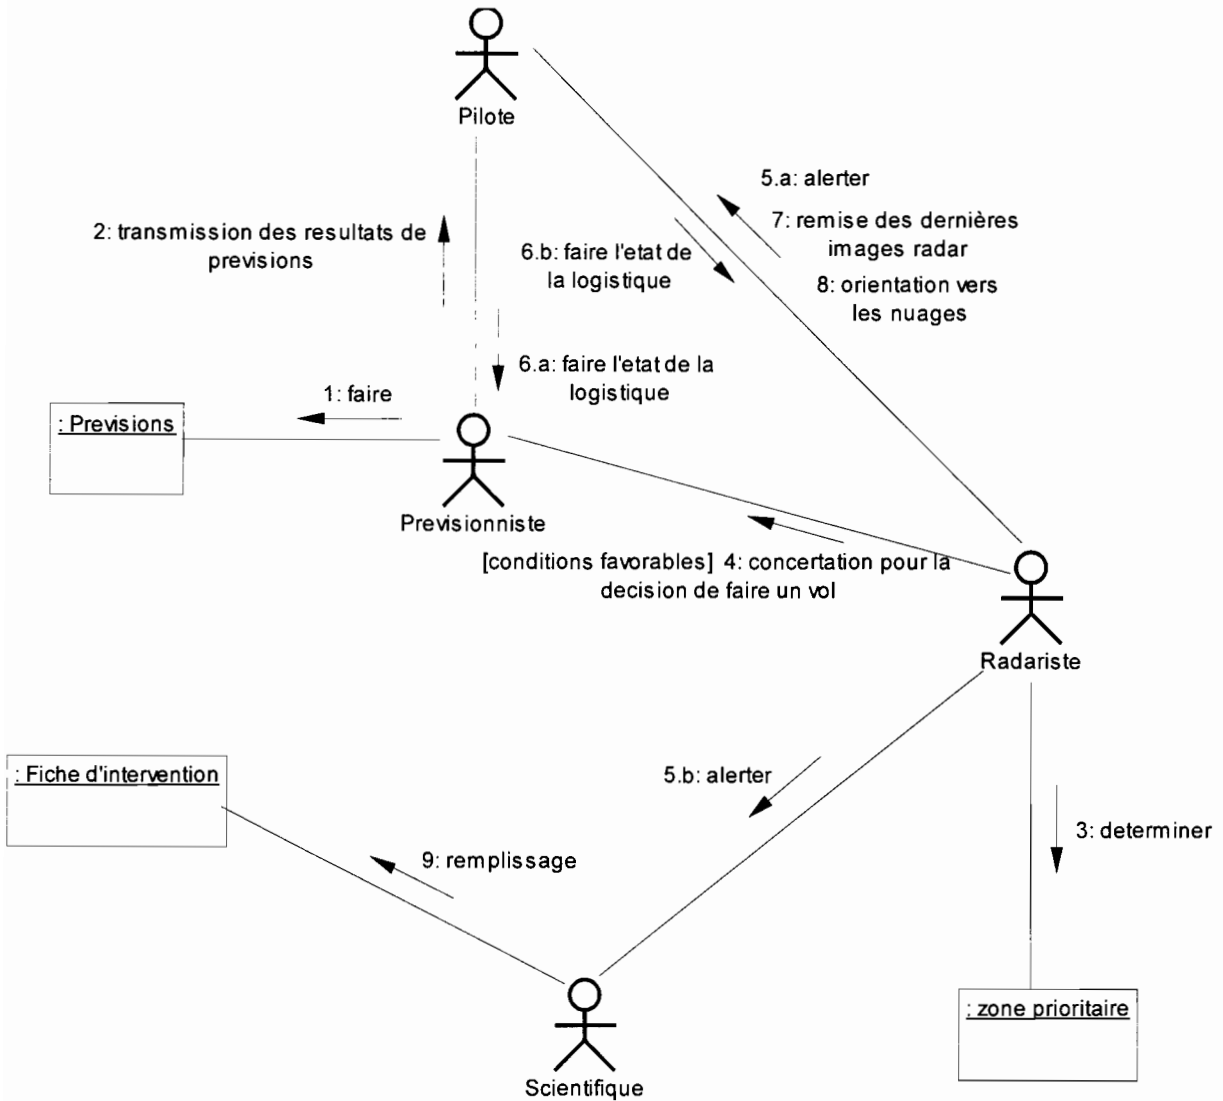 Pilote
5.a: alerter
7: remise des dernières
images radar
8: orientation vers
les nuages
2: transmission des resultats de
previsions
6.b: faire l'etat de
la logistique
6.a: faire l'etat de la
logistique
1: faire
: Previsions
Previsionniste
[conditions favorables] 4: concertation pour la
decision de faire un vol
Radariste
: Fiche d'intervention
5.b: alerter
3: determiner
9: remplissage
: zone prioritaire
Scientifique